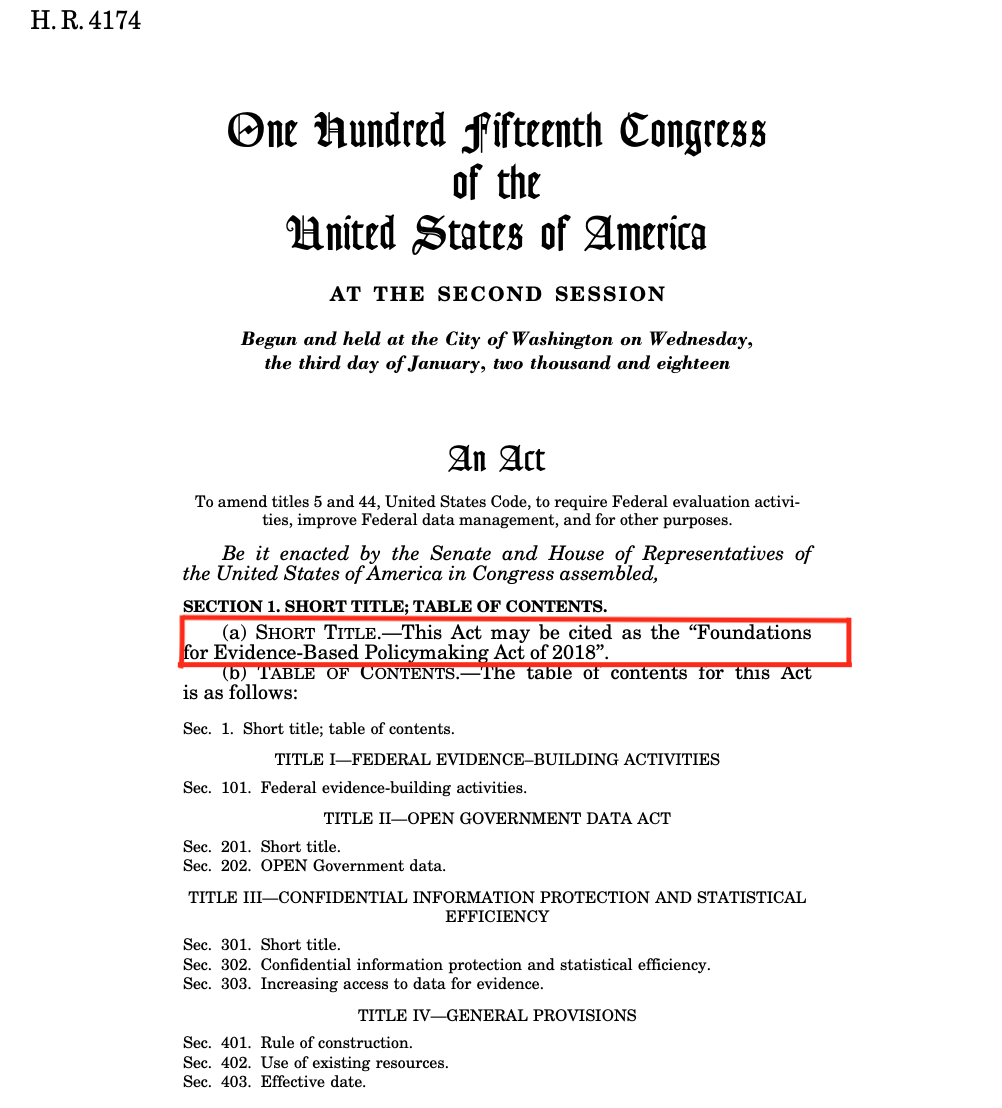 H. R. 4174
One Hundred Fifteenth Congress
of the
United States of America
AT THE SECOND SESSION
Begun and held at the City of Washington on Wednesday,
the third day of January, two thousand and eighteen
An Act
To amend titles 5 and 44, United States Code, to require Federal evaluation activi-
ties, improve Federal data management, and for other purposes.
Be it enacted by the Senate and House of Representatives of
the United States of America in Congress assembled,
SECTION 1. SHORT TITLE; TABLE OF CONTENTS.
(a) SHORT TITLE.—This Act may be cited as the “Foundations
for Evidence-Based Policymaking Act of 2018”.
(b) TABLE OF CONTENTS.—The table of contents for this Act
is as follows:
Sec. 1. Short title; table of contents.
TITLE I—FEDERAL EVIDENCE–BUILDING ACTIVITIES
Sec. 101. Federal evidence-building activities.
TITLE II—OPEN GOVERNMENT DATA ACT
Sec. 201. Short title.
Sec. 202. OPEN Government data.
TITLE III—CONFIDENTIAL INFORMATION PROTECTION AND STATISTICAL
EFFICIENCY
Sec. 301. Short title.
Sec. 302. Confidential information protection and statistical efficiency.
Sec. 303. Increasing access to data for evidence.
TITLE IV—GENERAL PROVISIONS
Sec. 401. Rule of construction.
Sec. 402. Use of existing resources.
Sec. 403. Effective date.